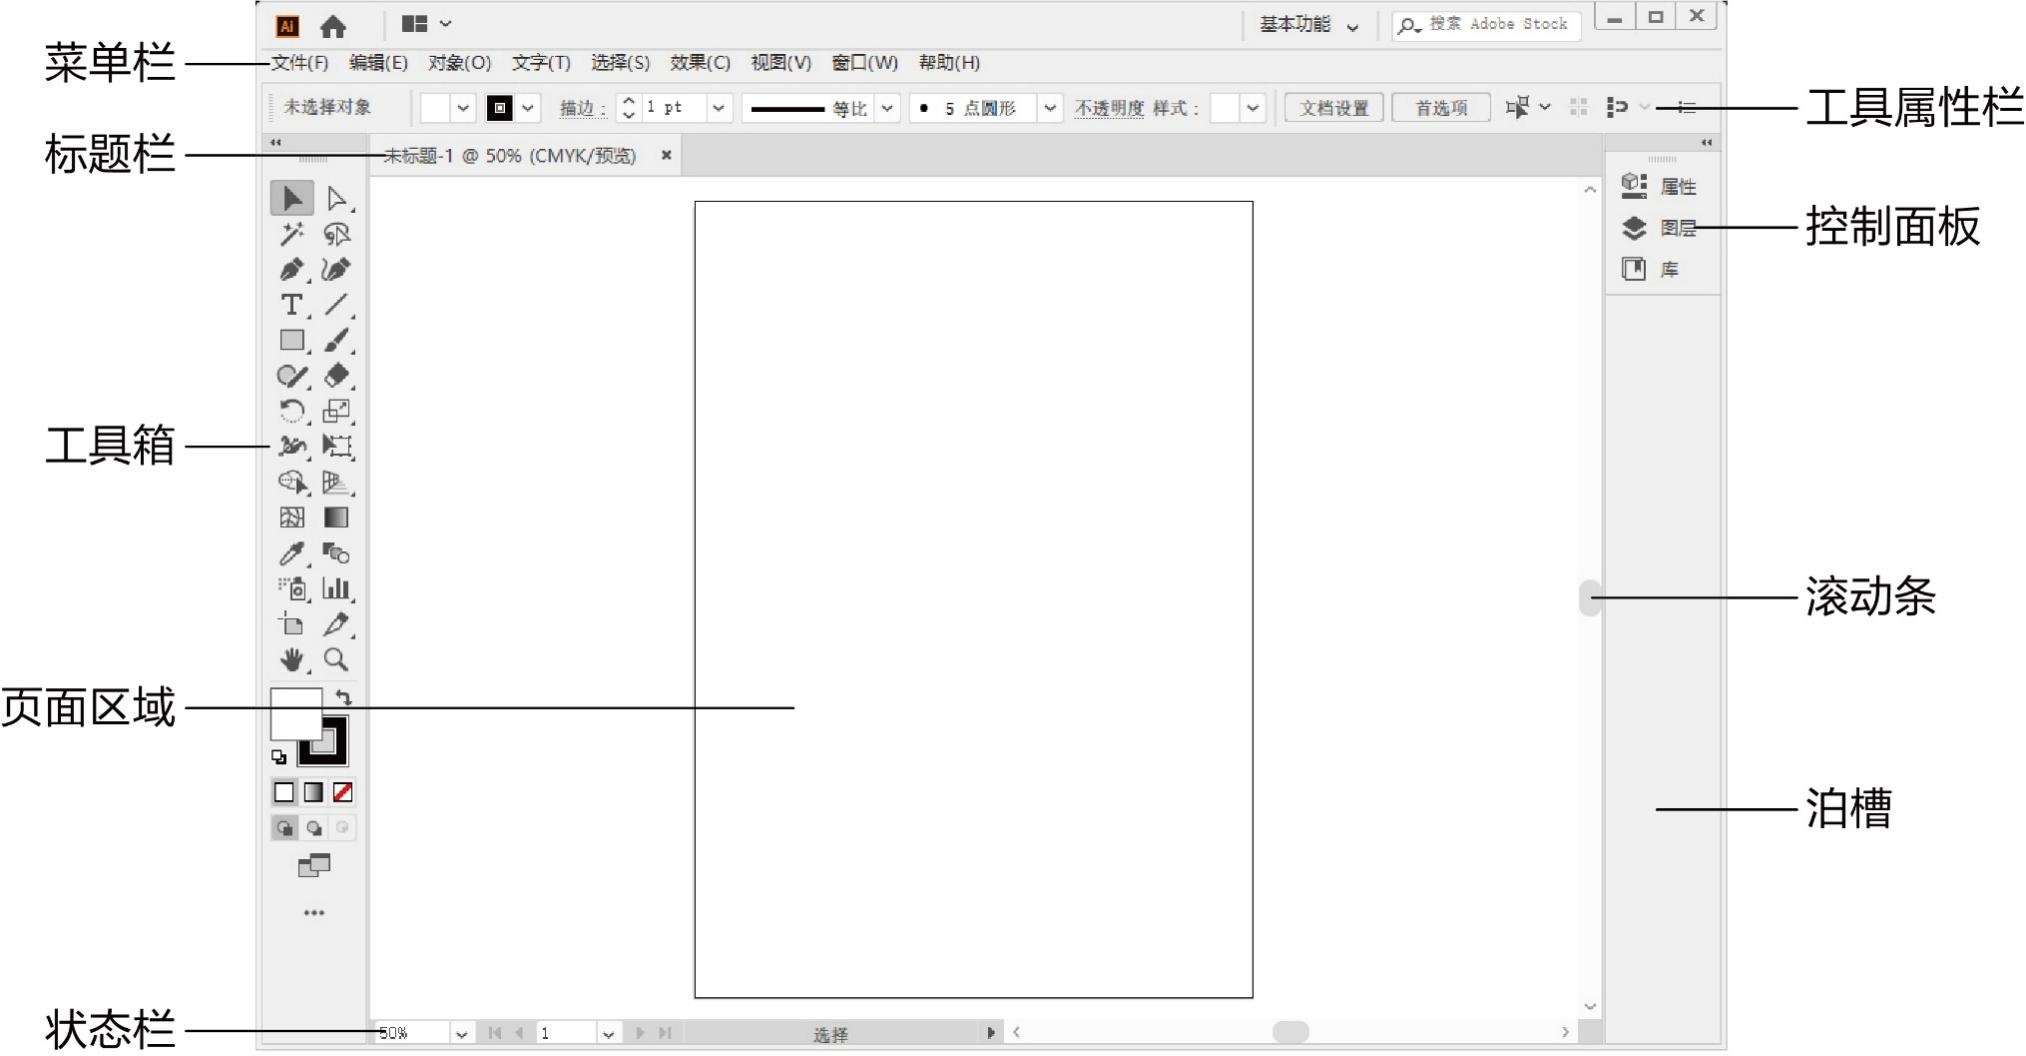 Ai
基本功能
搜索 Adobe Stock
菜单栏
文件(F) 编辑(E) 对象(O) 文字(T) 选择(S) 效果(C) 视图(V) 窗口(W) 帮助(H)
未选择对象 描边： 1 pt 等比 5 点圆形 不透明度 样式： 文档设置 首选项
工具属性栏
标题栏
未标题-1 @ 50% (CMYK/预览)
属性
图层
库
控制面板
T
工具箱
滚动条
页面区域
泊槽
状态栏
50% 1 选择